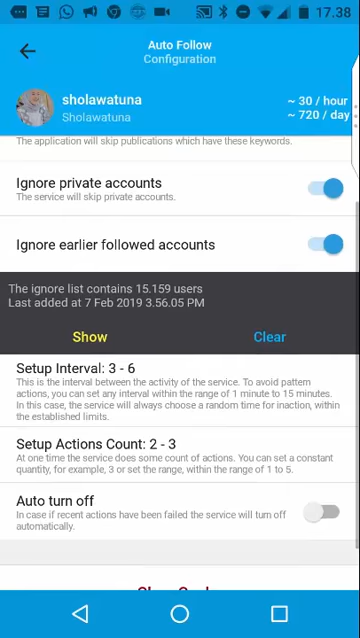 17.38
Auto Follow
Configuration
sholawatuna
Sholawatuna
~ 30 / hour
~ 720 / day
The application will skip publications which have these keywords.
Ignore private accounts
The service will skip private accounts.
Ignore earlier followed accounts
The ignore list contains 15.159 users
Last added at 7 Feb 2019 3.56.05 PM
Show
Clear
Setup Interval: 3 - 6
This is the interval between the activity of the service. To avoid pattern
actions, you can set any interval within the range of 1 minute to 15 minutes.
In this case, the service will always choose a random time for inaction, within
the established limits.
Setup Actions Count: 2 - 3
At one time the service does some count of actions. You can set a constant
quantity, for example, 3 or set the range, within the range of 1 to 5.
Auto turn off
In case if recent actions have been failed the service will turn off
automatically.